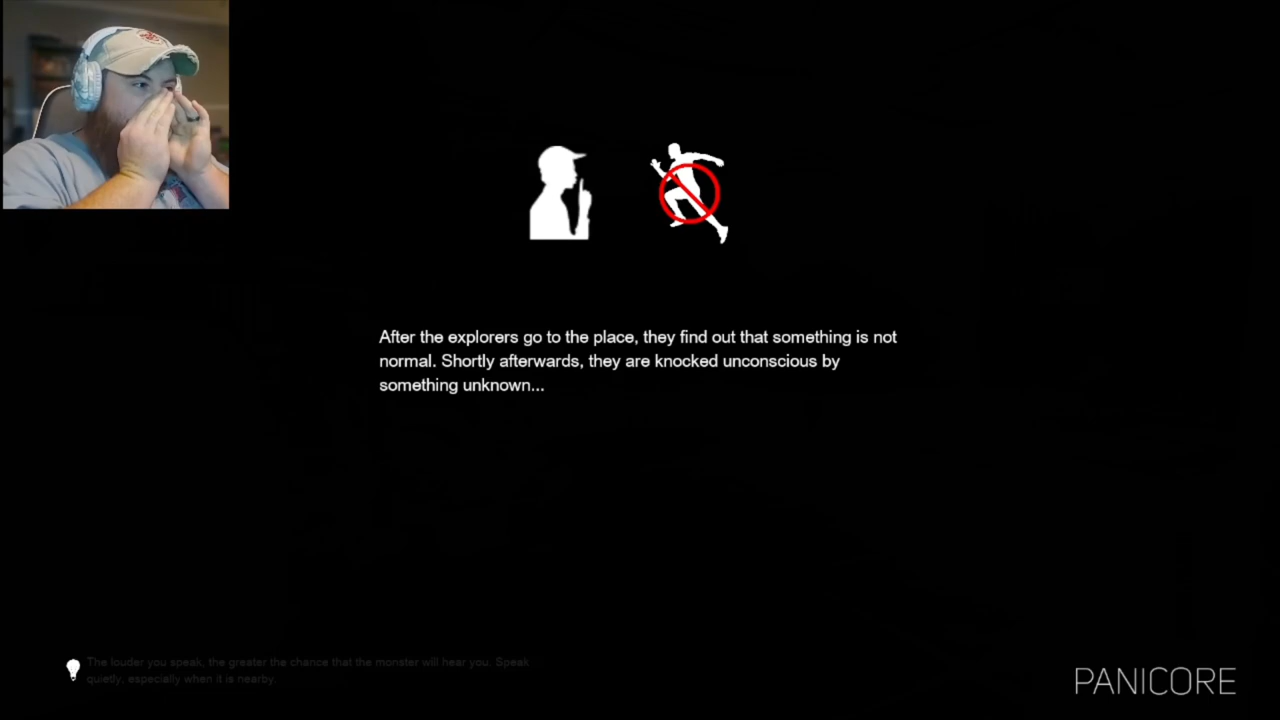 After the explorers go to the place, they find out that something is not
normal. Shortly afterwards, they are knocked unconscious by
something unknown...
The louder you speak, the greater the chance that the monster will hear you. Speak
quietly, especially when it is nearby.
PANICORE